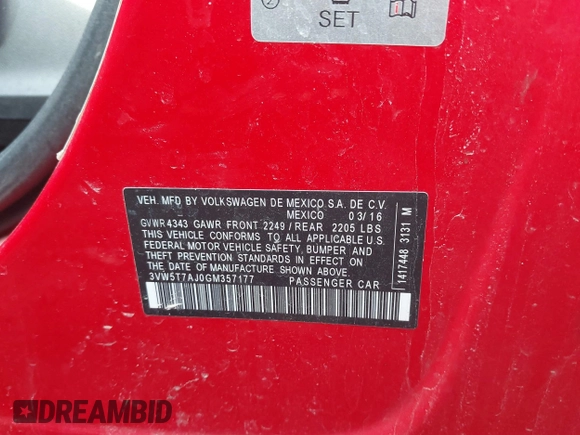 SET
VEH. MFD BY VOLKSWAGEN DE MEXICO S.A. DE C.V.
MEXICO 03/16
GVWR 4343 GAWR FRONT 2249 / REAR 2205 LBS
THIS VEHICLE CONFORMS TO ALL APPLICABLE U.S.
FEDERAL MOTOR VEHICLE SAFETY, BUMPER AND
THEFT PREVENTION STANDARDS IN EFFECT ON THE
DATE OF MANUFACTURE SHOWN ABOVE.
3VW5T7AJ0GM357177 PASSENGER CAR
1417448 3131 M
DREAMBID